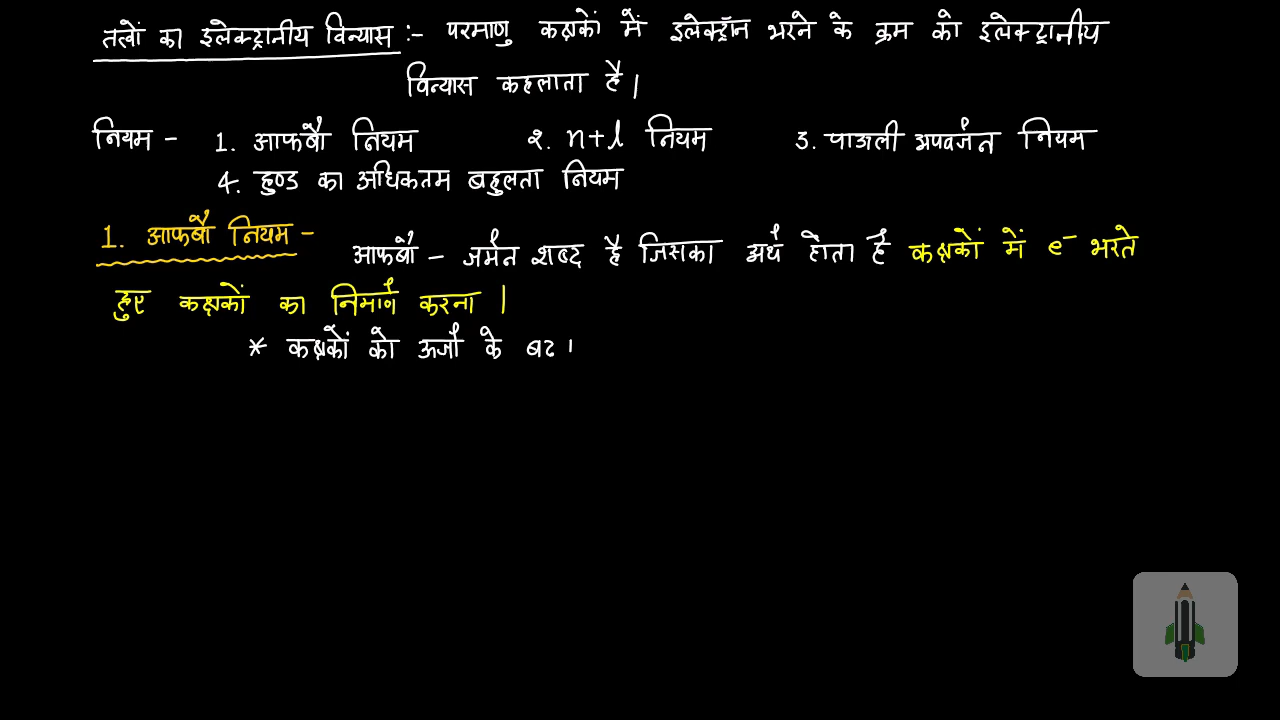 तत्वों का इलेक्ट्रानीय विन्यास :- परमाणु कक्षकों में इलेक्ट्रॉन भरने के क्रम को इलेक्ट्रानीय
विन्यास कहलाता है।
नियम - 1. आफबौ नियम 2. n+l नियम 3. पाऊली अपवर्जन नियम
4. हुण्ड का अधिकतम बहुलता नियम
1. आफबौ नियम -
आफबौ - जर्मन शब्द है जिसका अर्थ होता है कक्षकों में e⁻ भरते
हुए कक्षकों का निर्माण करना।
* कक्षकों को ऊर्जा के बढ